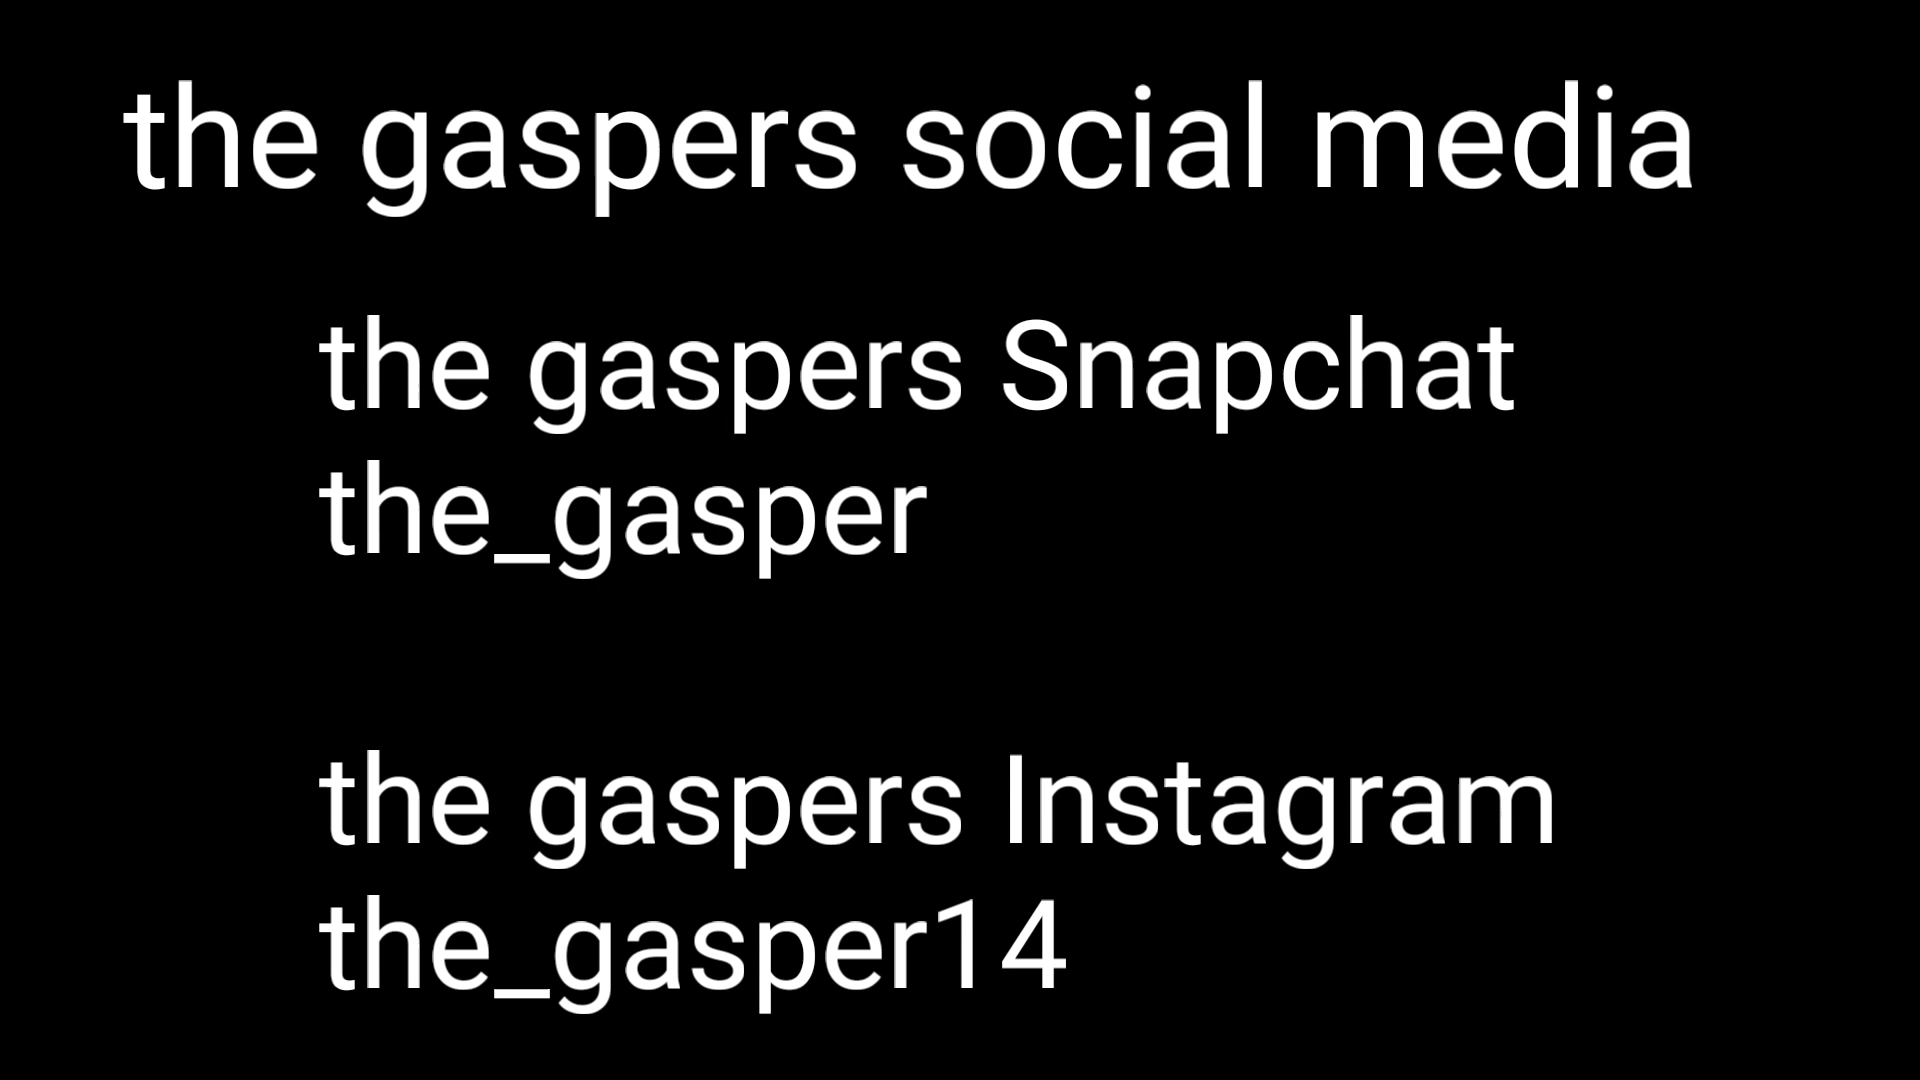 the gaspers social media
the gaspers Snapchat
the_gasper
the gaspers Instagram
the_gasper14